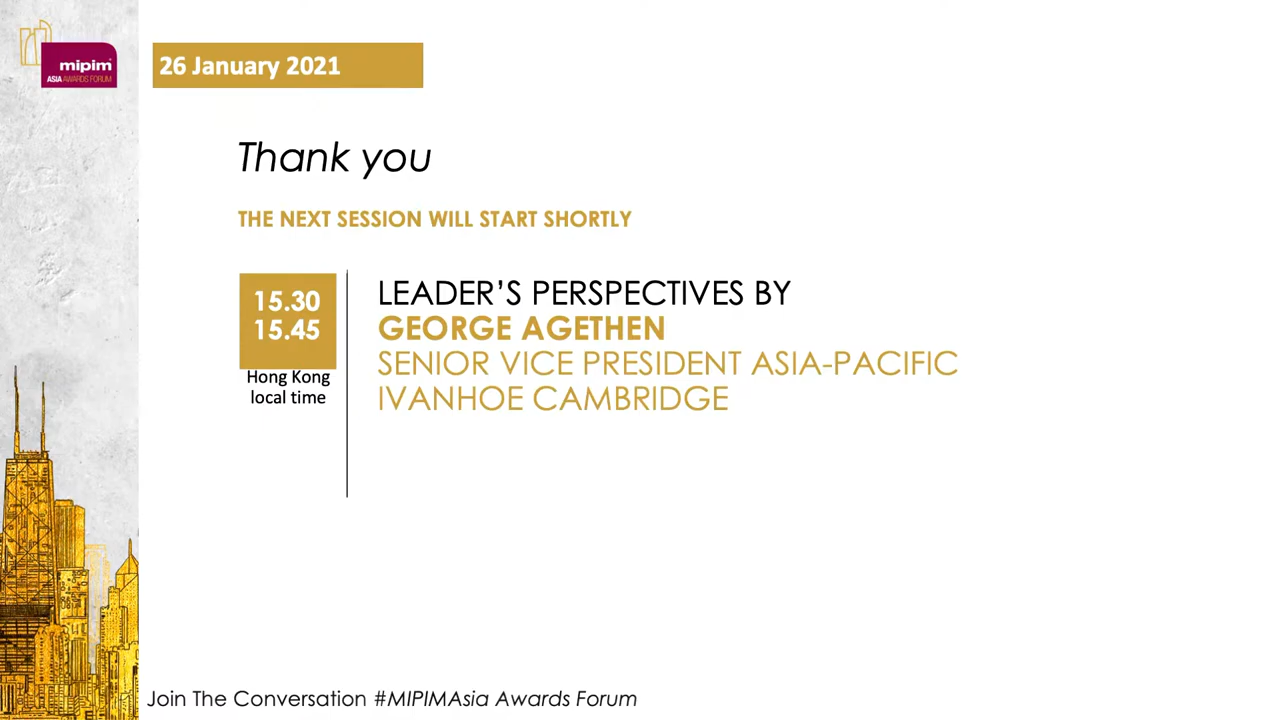 mipim
ASIA AWARDS FORUM
26 January 2021
Thank you
THE NEXT SESSION WILL START SHORTLY
15.30
15.45
Hong Kong
local time
LEADER’S PERSPECTIVES BY
GEORGE AGETHEN
SENIOR VICE PRESIDENT ASIA-PACIFIC
IVANHOE CAMBRIDGE
Join The Conversation #MIPIMAsia Awards Forum